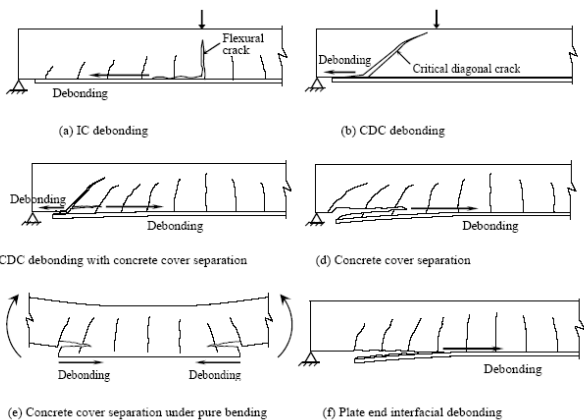 Flexural
crack
Debonding
(a) IC debonding
Debonding
Critical diagonal crack
(b) CDC debonding
Debonding
Debonding
CDC debonding with concrete cover separation
Debonding
(d) Concrete cover separation
Debonding
Debonding
(e) Concrete cover separation under pure bending
Debonding
(f) Plate end interfacial debonding